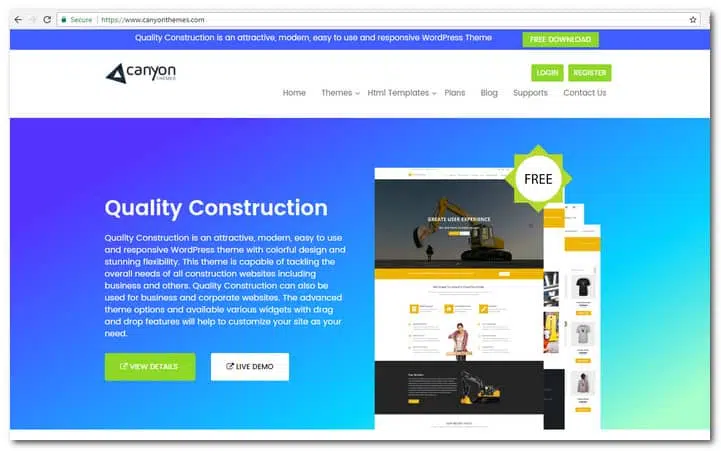 Secure
https://www.canyonthemes.com
Quality Construction is an attractive, modern, easy to use and responsive WordPress Theme
FREE DOWNLOAD
canyon
THEMES
LOGIN
REGISTER
Home
Themes
Html Templates
Plans
Blog
Supports
Contact Us
Quality Construction
Quality Construction is an attractive, modern, easy to use
and responsive WordPress theme with colorful design and
stunning flexibility. This theme is capable of tackling the
overall needs of all construction websites including
business and others. Quality Construction can also be
used for business and corporate websites. The advanced
theme options and available various widgets with drag
and drop features will help to customize your site as your
need.
VIEW DETAILS
LIVE DEMO
FREE
GREATE USER EXPERIENCE